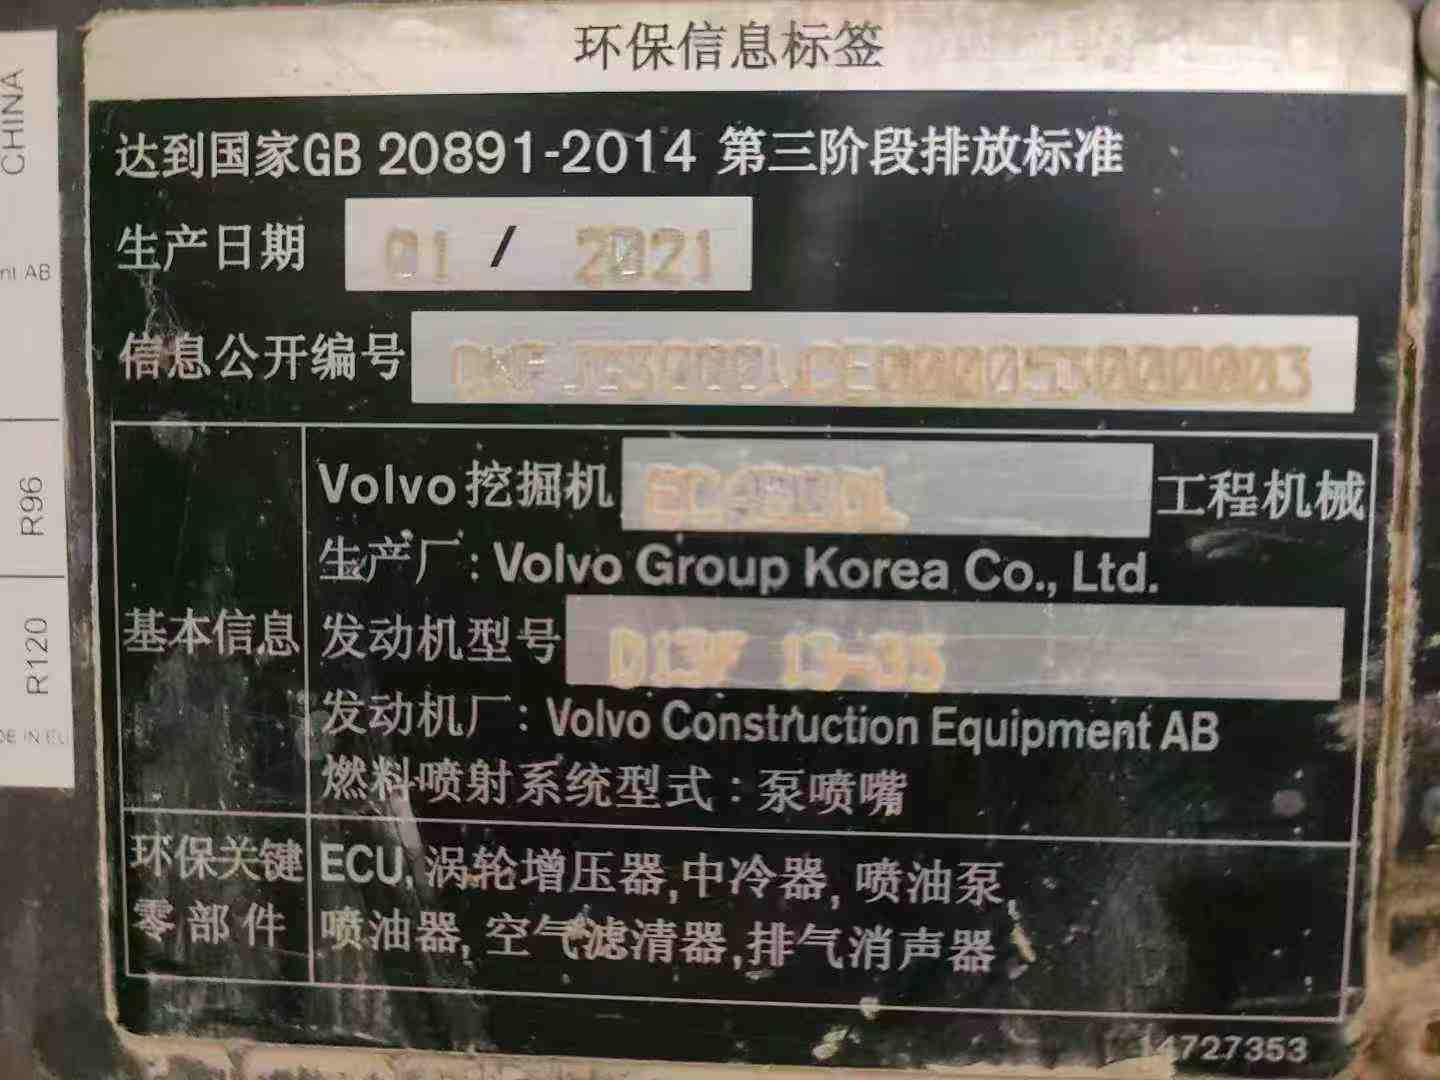 环保信息标签
达到国家GB 20891-2014 第三阶段排放标准
生产日期 01 / 2021
信息公开编号
Volvo 挖掘机 工程机械
生产厂:Volvo Group Korea Co., Ltd.
基本信息
发动机型号 D13F 13-35
发动机厂:Volvo Construction Equipment AB
燃料喷射系统型式:泵喷嘴
环保关键零部件
ECU, 涡轮增压器,中冷器, 喷油泵,
喷油器, 空气滤清器,排气消声器
14727353
CHINA
AB
R96
R120